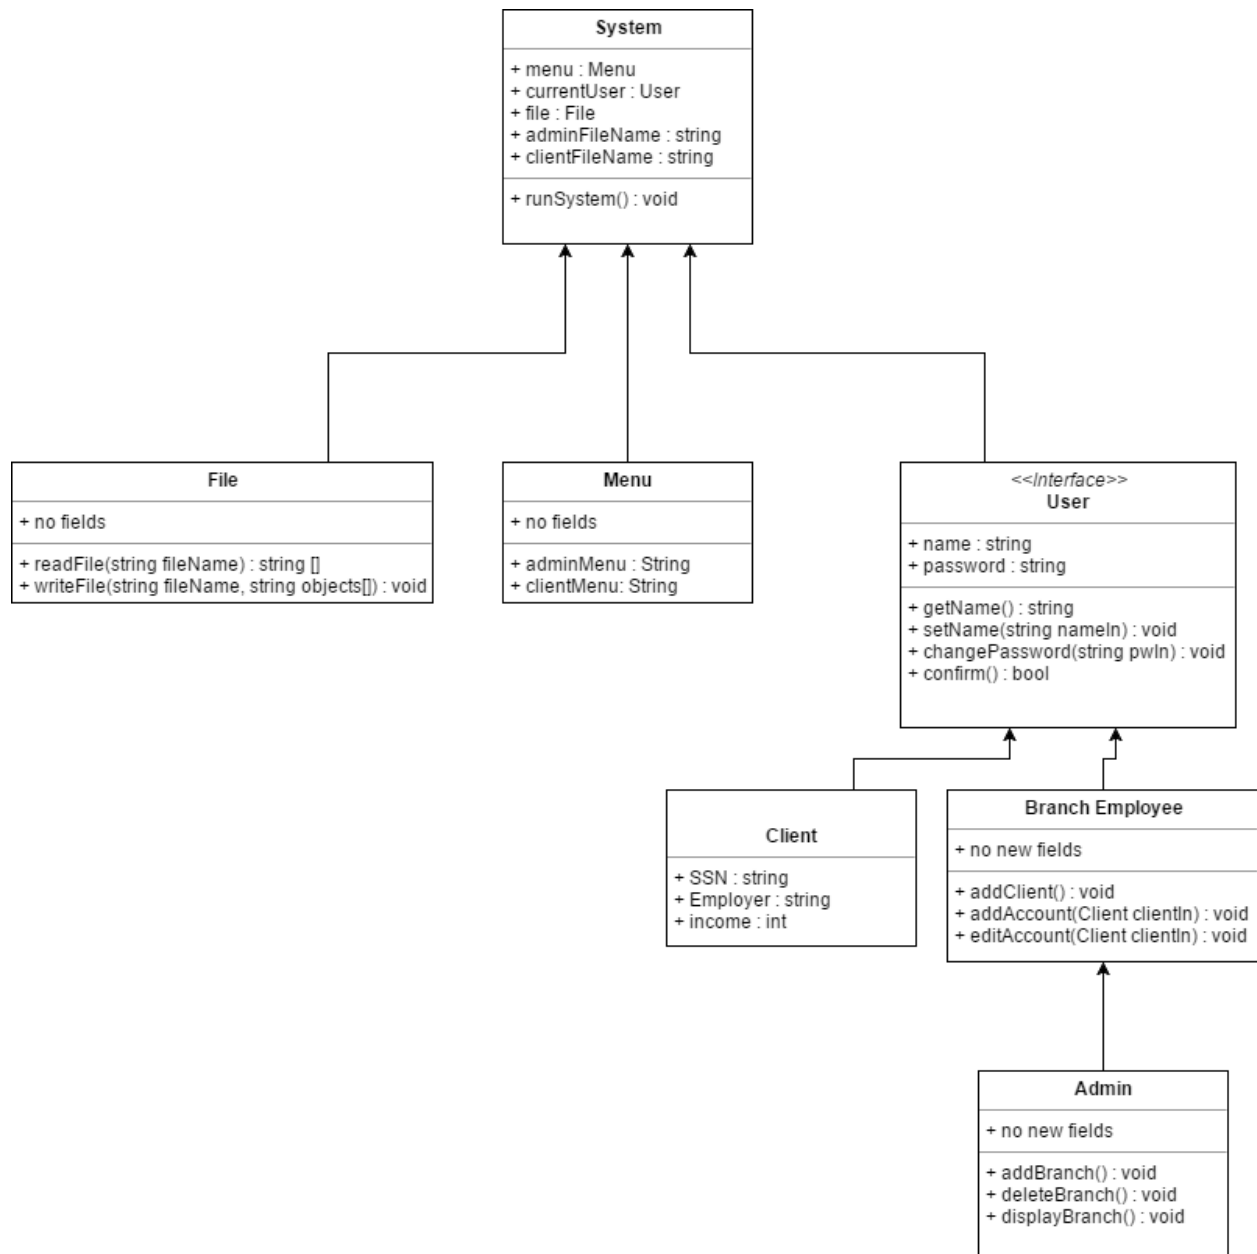 System
+ menu : Menu
+ currentUser : User
+ file : File
+ adminFileName : string
+ clientFileName : string
+ runSystem() : void
File
+ no fields
+ readFile(string fileName) : string []
+ writeFile(string fileName, string objects[]) : void
Menu
+ no fields
+ adminMenu : String
+ clientMenu: String
<<Interface>>
User
+ name : string
+ password : string
+ getName() : string
+ setName(string nameIn) : void
+ changePassword(string pwIn) : void
+ confirm() : bool
Client
+ SSN : string
+ Employer : string
+ income : int
Branch Employee
+ no new fields
+ addClient() : void
+ addAccount(Client clientIn) : void
+ editAccount(Client clientIn) : void
Admin
+ no new fields
+ addBranch() : void
+ deleteBranch() : void
+ displayBranch() : void